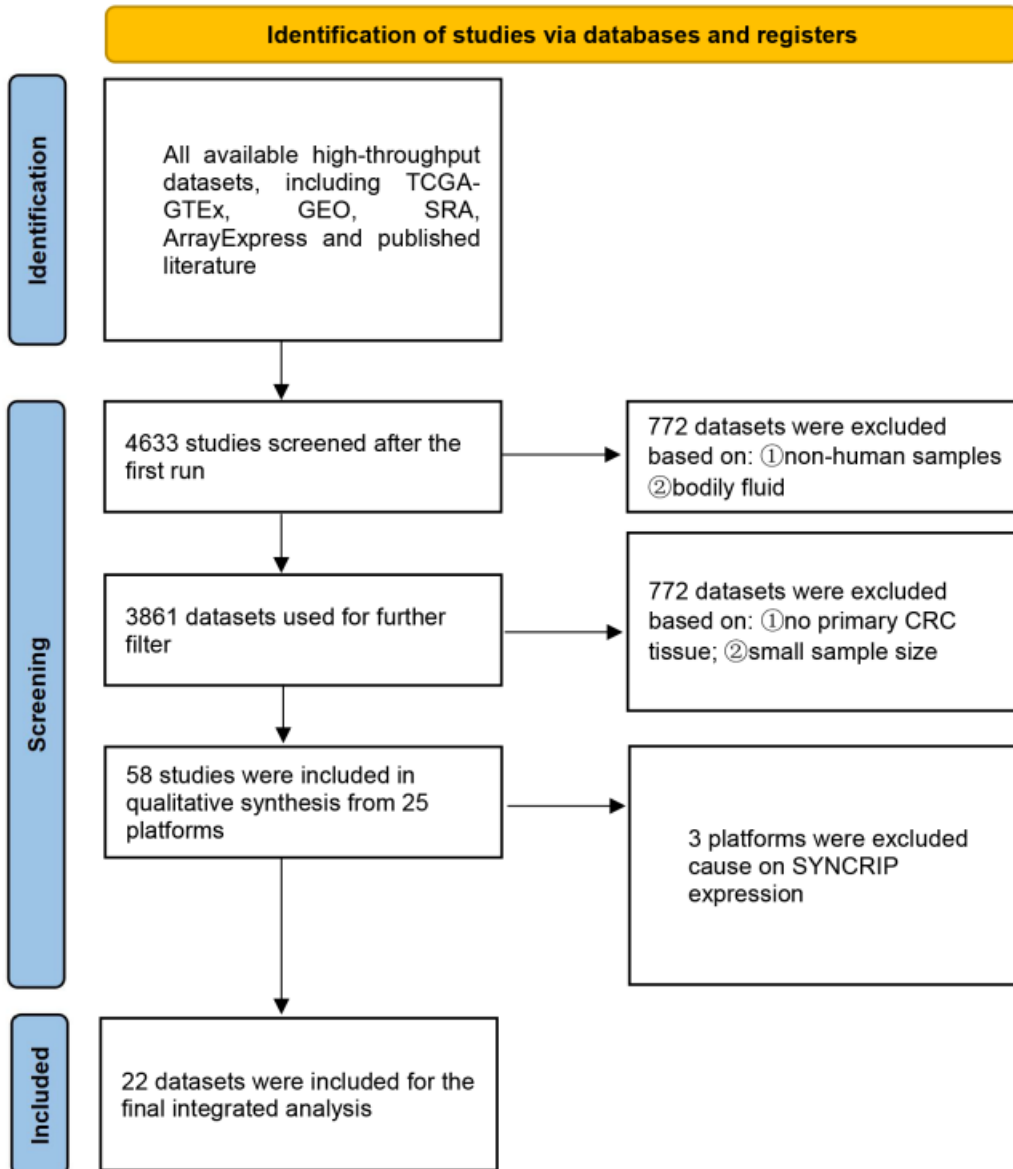 Identification of studies via databases and registers
Identification
All available high-throughput
datasets, including TCGA-
GTEx, GEO, SRA,
ArrayExpress and published
literature
Screening
4633 studies screened after the
first run
772 datasets were excluded
based on: ①non-human samples
②bodily fluid
3861 datasets used for further
filter
772 datasets were excluded
based on: ①no primary CRC
tissue; ②small sample size
58 studies were included in
qualitative synthesis from 25
platforms
3 platforms were excluded
cause on SYNCRIP
expression
Included
22 datasets were included for the
final integrated analysis